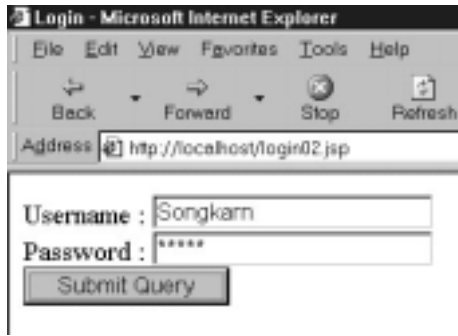 Login - Microsoft Internet Explorer
File Edit View Favorites Tools Help
Back Forward Stop Refresh
Address http://localhost/login02.jsp
Username : Songkarn
Password : *****
Submit Query